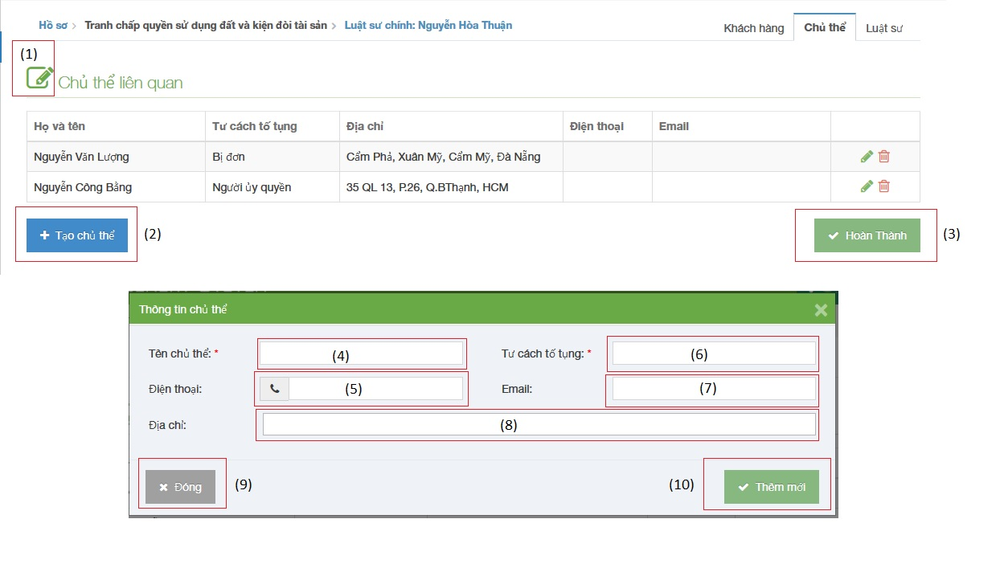 Hồ sơ > Tranh chấp quyền sử dụng đất và kiện đòi tài sản > Luật sư chính: Nguyễn Hòa Thuận
Khách hàng Chủ thể Luật sư
(1)
Chủ thể liên quan
Họ và tên Tư cách tố tụng Địa chỉ Điện thoại Email
Nguyễn Văn Lượng Bị đơn Cẩm Phả, Xuân Mỹ, Cẩm Mỹ, Đà Nẵng
Nguyễn Công Bằng Người ủy quyền 35 QL 13, P.26, Q.BThạnh, HCM
+ Tạo chủ thể (2) Hoàn Thành (3)
Thông tin chủ thể
Tên chủ thể: * (4) Tư cách tố tụng: * (6)
Điện thoại: (5) Email: (7)
Địa chỉ: (8)
Đóng (9) (10) Thêm mới